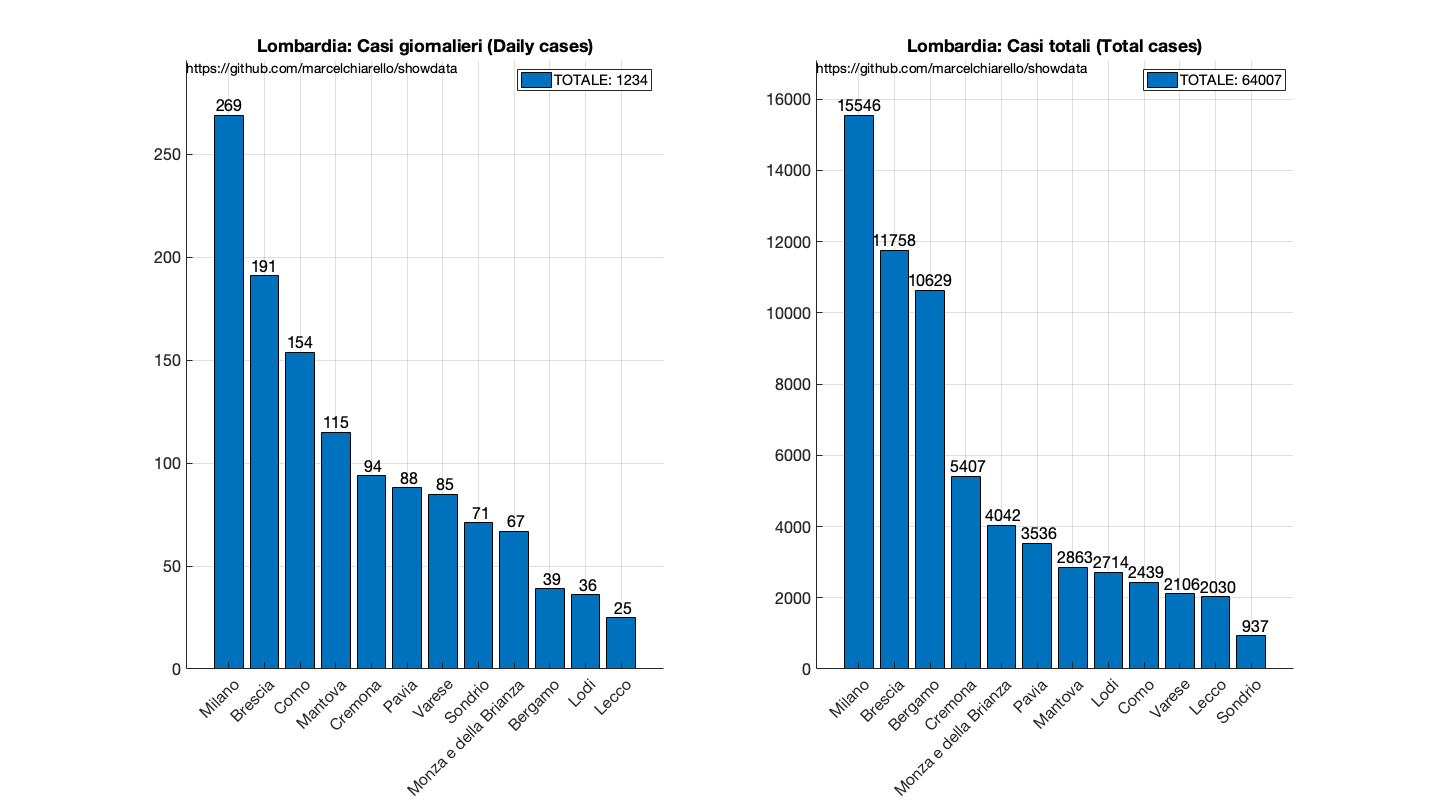 Lombardia: Casi giornalieri (Daily cases)
https://github.com/marcelchiarello/showdata
TOTALE: 1234
269
191
154
115
94
88
85
71
67
39
36
25
250
200
150
100
50
0
Milano
Brescia
Como
Mantova
Cremona
Pavia
Varese
Sondrio
Monza e della Brianza
Bergamo
Lodi
Lecco
Lombardia: Casi totali (Total cases)
https://github.com/marcelchiarello/showdata
TOTALE: 64007
15546
11758
10629
5407
4042
3536
2863
2714
2439
2106
2030
937
16000
14000
12000
10000
8000
6000
4000
2000
0
Milano
Brescia
Bergamo
Cremona
Monza e della Brianza
Pavia
Mantova
Lodi
Como
Varese
Lecco
Sondrio